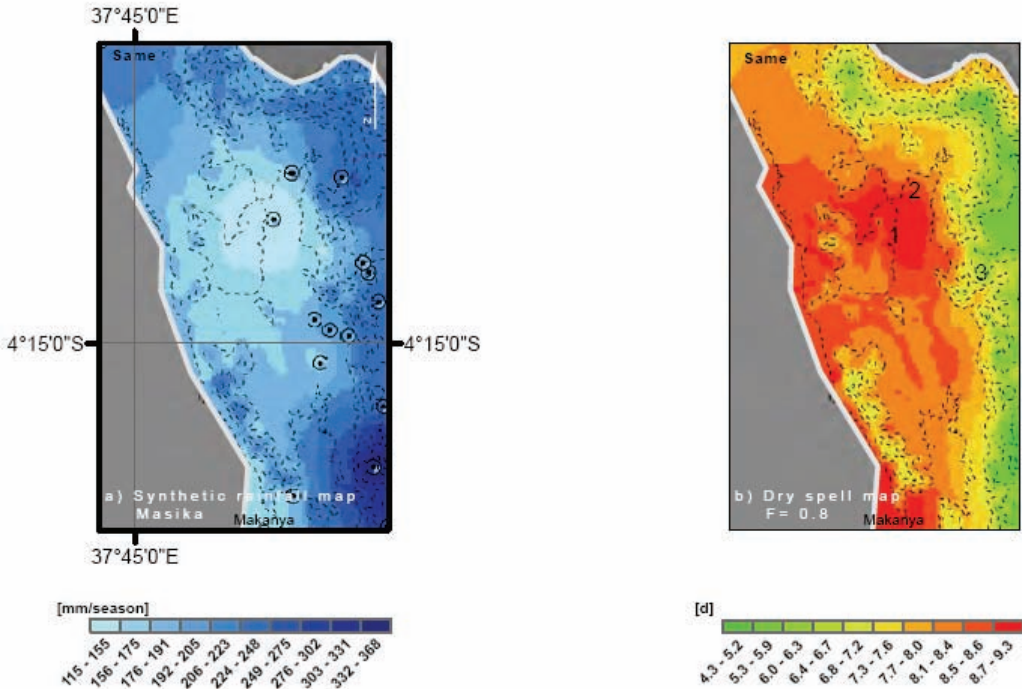 37°45'0"E
Same
N
4°15'0"S
4°15'0"S
a) Synthetic rainfall map
Masika
Makanya
37°45'0"E
[mm/season]
115 - 155
156 - 175
176 - 191
192 - 205
206 - 223
224 - 248
249 - 275
276 - 302
303 - 331
332 - 368
Same
2
1
3
b) Dry spell map
F= 0.8
Makanya
[d]
4.3 - 5.2
5.3 - 5.9
6.0 - 6.3
6.4 - 6.7
6.8 - 7.2
7.3 - 7.6
7.7 - 8.0
8.1 - 8.4
8.5 - 8.6
8.7 - 9.3